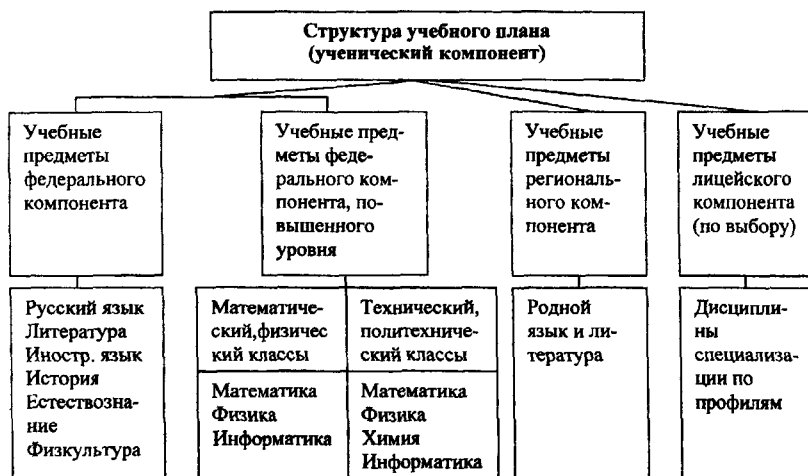 Структура учебного плана
(ученический компонент)
Учебные
предметы
федерального
компонента
Учебные пред-
меты феде-
рального ком-
понента, по-
вышенного
уровня
Учебные
предметы
региональ-
ного ком-
понента
Учебные
предметы
лицейского
компонента
(по выбору)
Русский язык
Литература
Иностр. язык
История
Естествозна-
ние
Физкультура
Математиче-
ский,физичес
кий классы
Технический,
политехниче-
ский классы
Математика
Физика
Информатика
Математика
Физика
Химия
Информатика
Родной
язык и ли-
тература
Дисципли-
ны
специализа-
ции по
профилям